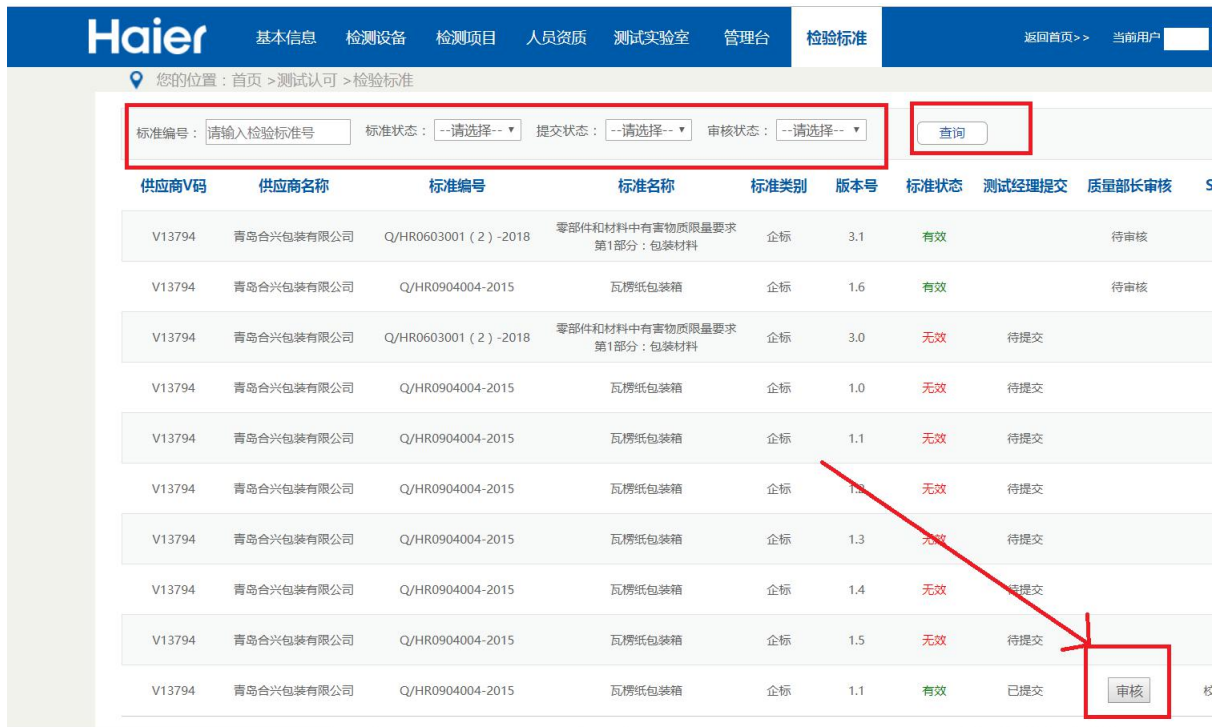 Haier 基本信息 检测设备 检测项目 人员资质 测试实验室 管理台 检验标准 返回首页>> 当前用户
您的位置：首页 >测试认可 >检验标准
标准编号： 请输入检验标准号 标准状态： --请选择-- 提交状态： --请选择-- 审核状态： --请选择-- 查询
供应商V码 供应商名称 标准编号 标准名称 标准类别 版本号 标准状态 测试经理提交 质量部长审核 S
V13794 青岛合兴包装有限公司 Q/HR0603001（2）-2018 零部件和材料中有害物质限量要求 企标 3.1 有效 待审核
第1部分：包装材料
V13794 青岛合兴包装有限公司 Q/HR0904004-2015 瓦楞纸包装箱 企标 1.6 有效 待审核
V13794 青岛合兴包装有限公司 Q/HR0603001（2）-2018 零部件和材料中有害物质限量要求 企标 3.0 无效 待提交
第1部分：包装材料
V13794 青岛合兴包装有限公司 Q/HR0904004-2015 瓦楞纸包装箱 企标 1.0 无效 待提交
V13794 青岛合兴包装有限公司 Q/HR0904004-2015 瓦楞纸包装箱 企标 1.1 无效 待提交
V13794 青岛合兴包装有限公司 Q/HR0904004-2015 瓦楞纸包装箱 企标 1.2 无效 待提交
V13794 青岛合兴包装有限公司 Q/HR0904004-2015 瓦楞纸包装箱 企标 1.3 无效 待提交
V13794 青岛合兴包装有限公司 Q/HR0904004-2015 瓦楞纸包装箱 企标 1.4 无效 待提交
V13794 青岛合兴包装有限公司 Q/HR0904004-2015 瓦楞纸包装箱 企标 1.5 无效 待提交
V13794 青岛合兴包装有限公司 Q/HR0904004-2015 瓦楞纸包装箱 企标 1.1 有效 已提交 审核